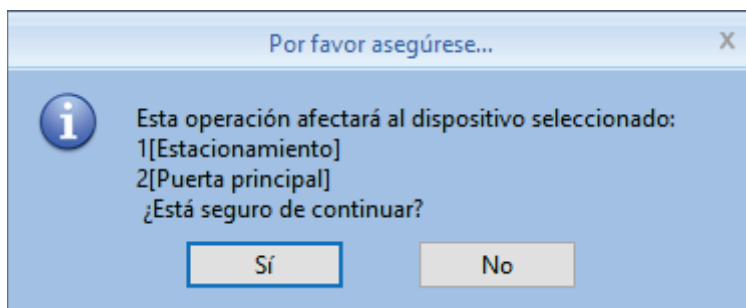 Por favor asegúrese...
X
Esta operación afectará al dispositivo seleccionado:
1[Estacionamiento]
2[Puerta principal]
¿Está seguro de continuar?
Sí
No